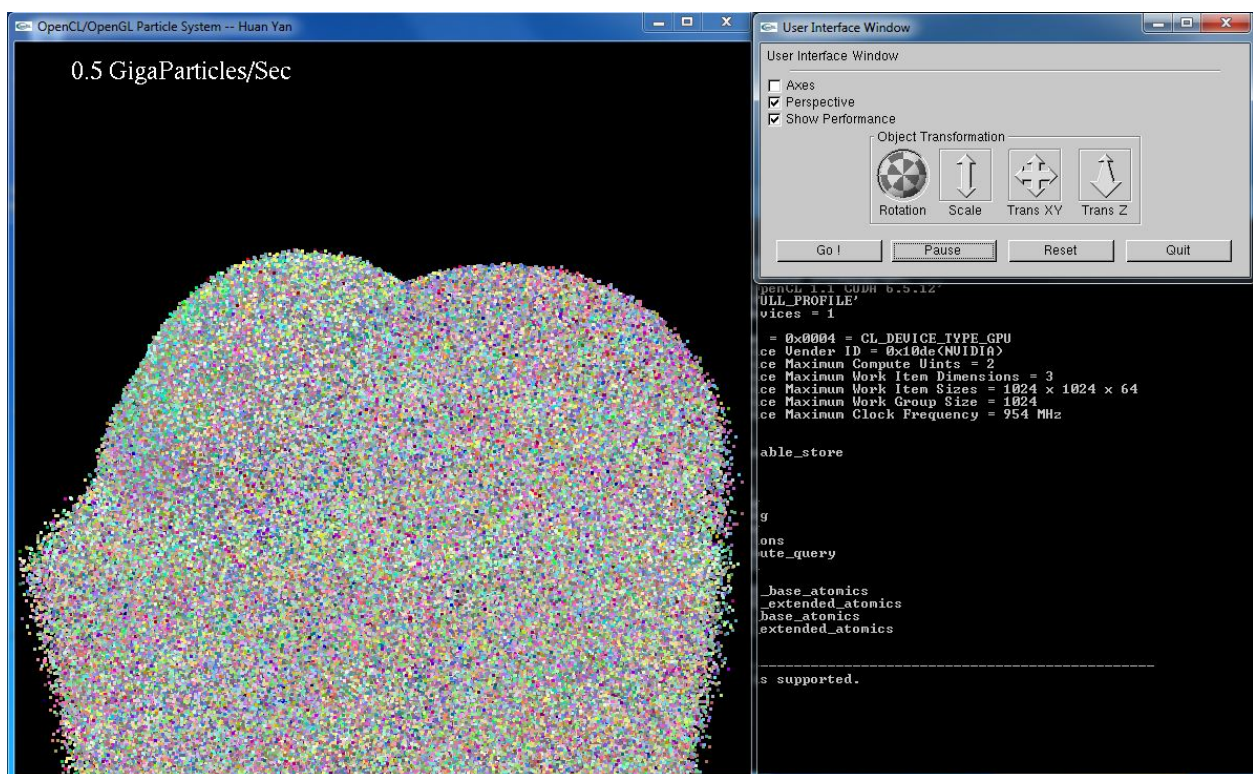 OpenCL/OpenGL Particle System -- Huan Yan
0.5 GigaParticles/Sec
User Interface Window
User Interface Window
Axes
Perspective
Show Performance
Object Transformation
Rotation Scale Trans XY Trans Z
Go ! Pause Reset Quit
OpenCL 1.1 CUDA 6.5.12'
ULL_PROFILE'
vices = 1
= 0x0004 = CL_DEVICE_TYPE_GPU
ce Vender ID = 0x10de(NVIDIA)
ce Maximum Compute Uints = 2
ce Maximum Work Item Dimensions = 3
ce Maximum Work Item Sizes = 1024 x 1024 x 64
ce Maximum Work Group Size = 1024
ce Maximum Clock Frequency = 954 MHz
able_store
g
ons
ute_query
_base_atomics
_extended_atomics
base_atomics
extended_atomics
s supported.